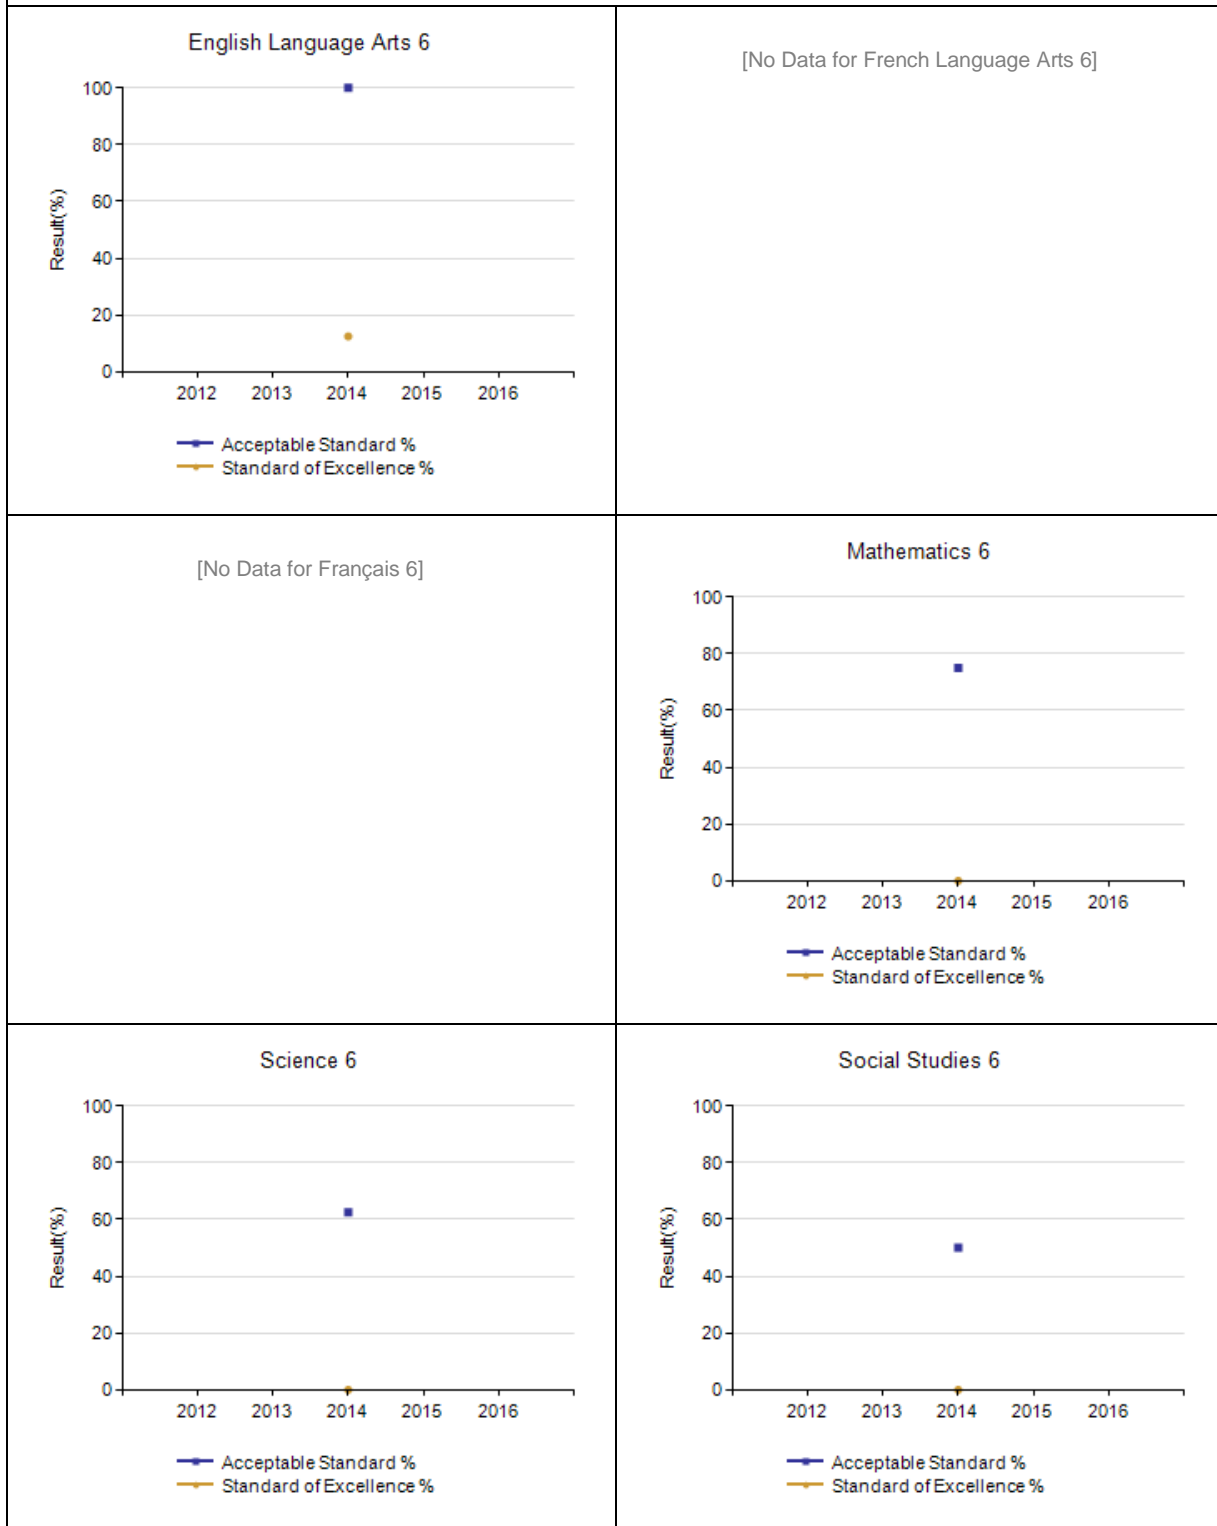 English Language Arts 6
100
80
60
40
20
0
Result(%)
2012 2013 2014 2015 2016
Acceptable Standard %
Standard of Excellence %
[No Data for French Language Arts 6]
[No Data for Français 6]
Mathematics 6
100
80
60
40
20
0
Result(%)
2012 2013 2014 2015 2016
Acceptable Standard %
Standard of Excellence %
Science 6
100
80
60
40
20
0
Result(%)
2012 2013 2014 2015 2016
Acceptable Standard %
Standard of Excellence %
Social Studies 6
100
80
60
40
20
0
Result(%)
2012 2013 2014 2015 2016
Acceptable Standard %
Standard of Excellence %